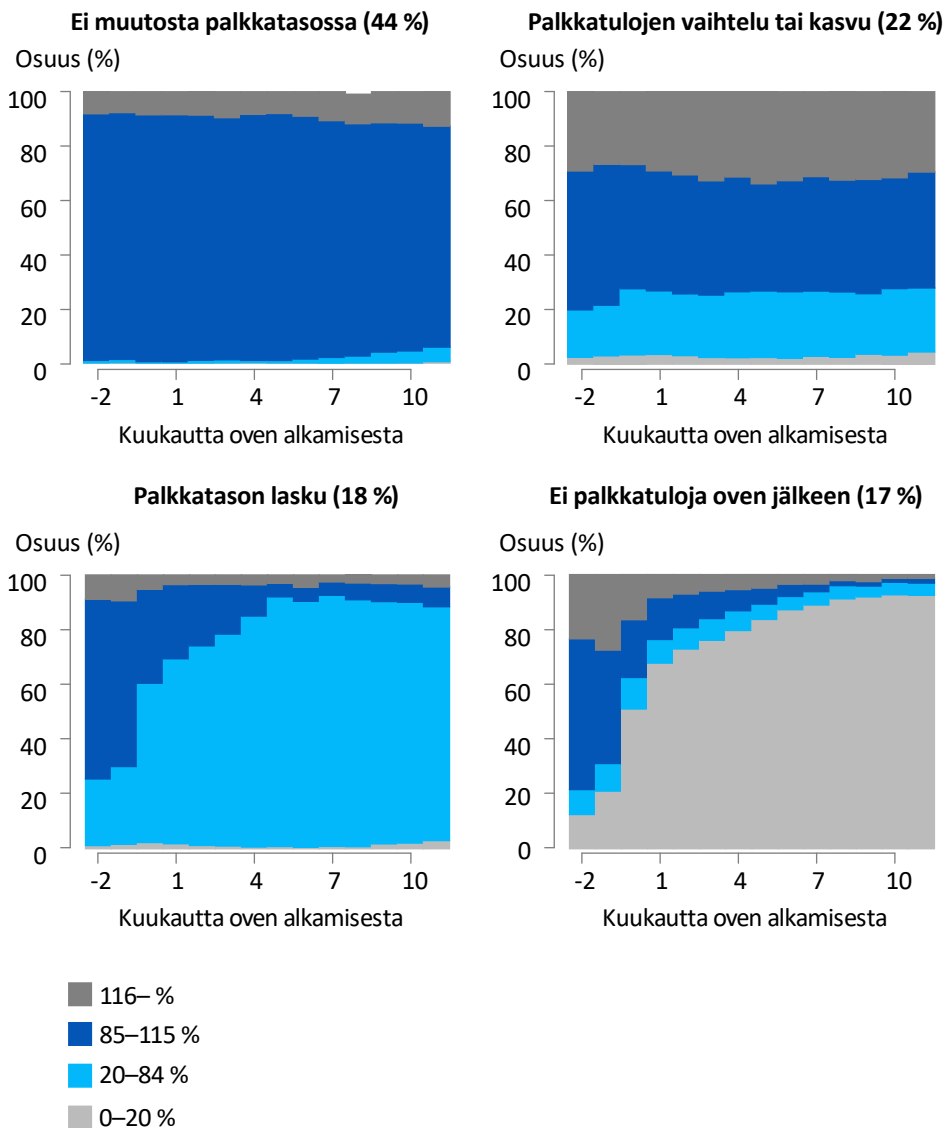 Ei muutosta palkkatasossa (44 %)
Osuus (%)
100
80
60
40
20
0
-2 1 4 7 10
Kuukautta oven alkamisesta
Palkkatulojen vaihtelu tai kasvu (22 %)
Osuus (%)
100
80
60
40
20
0
-2 1 4 7 10
Kuukautta oven alkamisesta
Palkkatason lasku (18 %)
Osuus (%)
100
80
60
40
20
0
-2 1 4 7 10
Kuukautta oven alkamisesta
Ei palkkatuloja oven jälkeen (17 %)
Osuus (%)
100
80
60
40
20
0
-2 1 4 7 10
Kuukautta oven alkamisesta
116– %
85–115 %
20–84 %
0–20 %